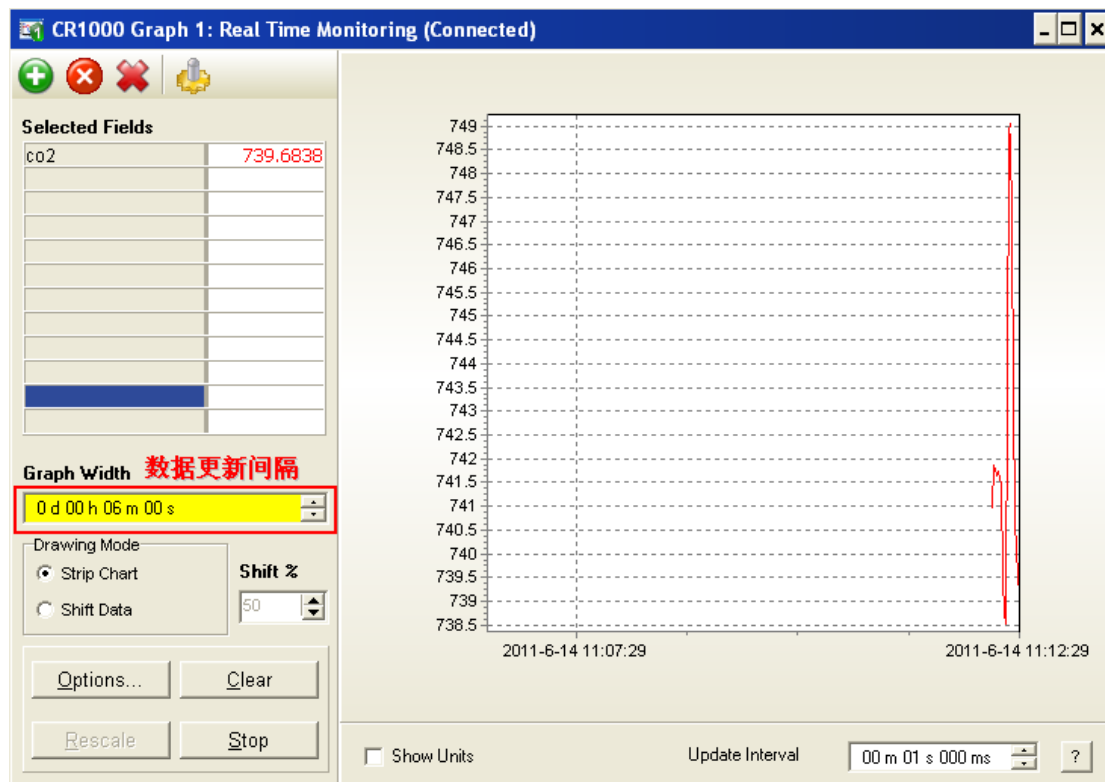 CR1000 Graph 1: Real Time Monitoring (Connected)
Selected Fields
co2 739.6838
Graph Width 数据更新间隔
0 d 00 h 06 m 00 s
Drawing Mode
Strip Chart
Shift Data
Shift %
50
Options...
Clear
Rescale
Stop
749
748.5
748
747.5
747
746.5
746
745.5
745
744.5
744
743.5
743
742.5
742
741.5
741
740.5
740
739.5
739
738.5
2011-6-14 11:07:29
2011-6-14 11:12:29
Show Units
Update Interval
00 m 01 s 000 ms
?